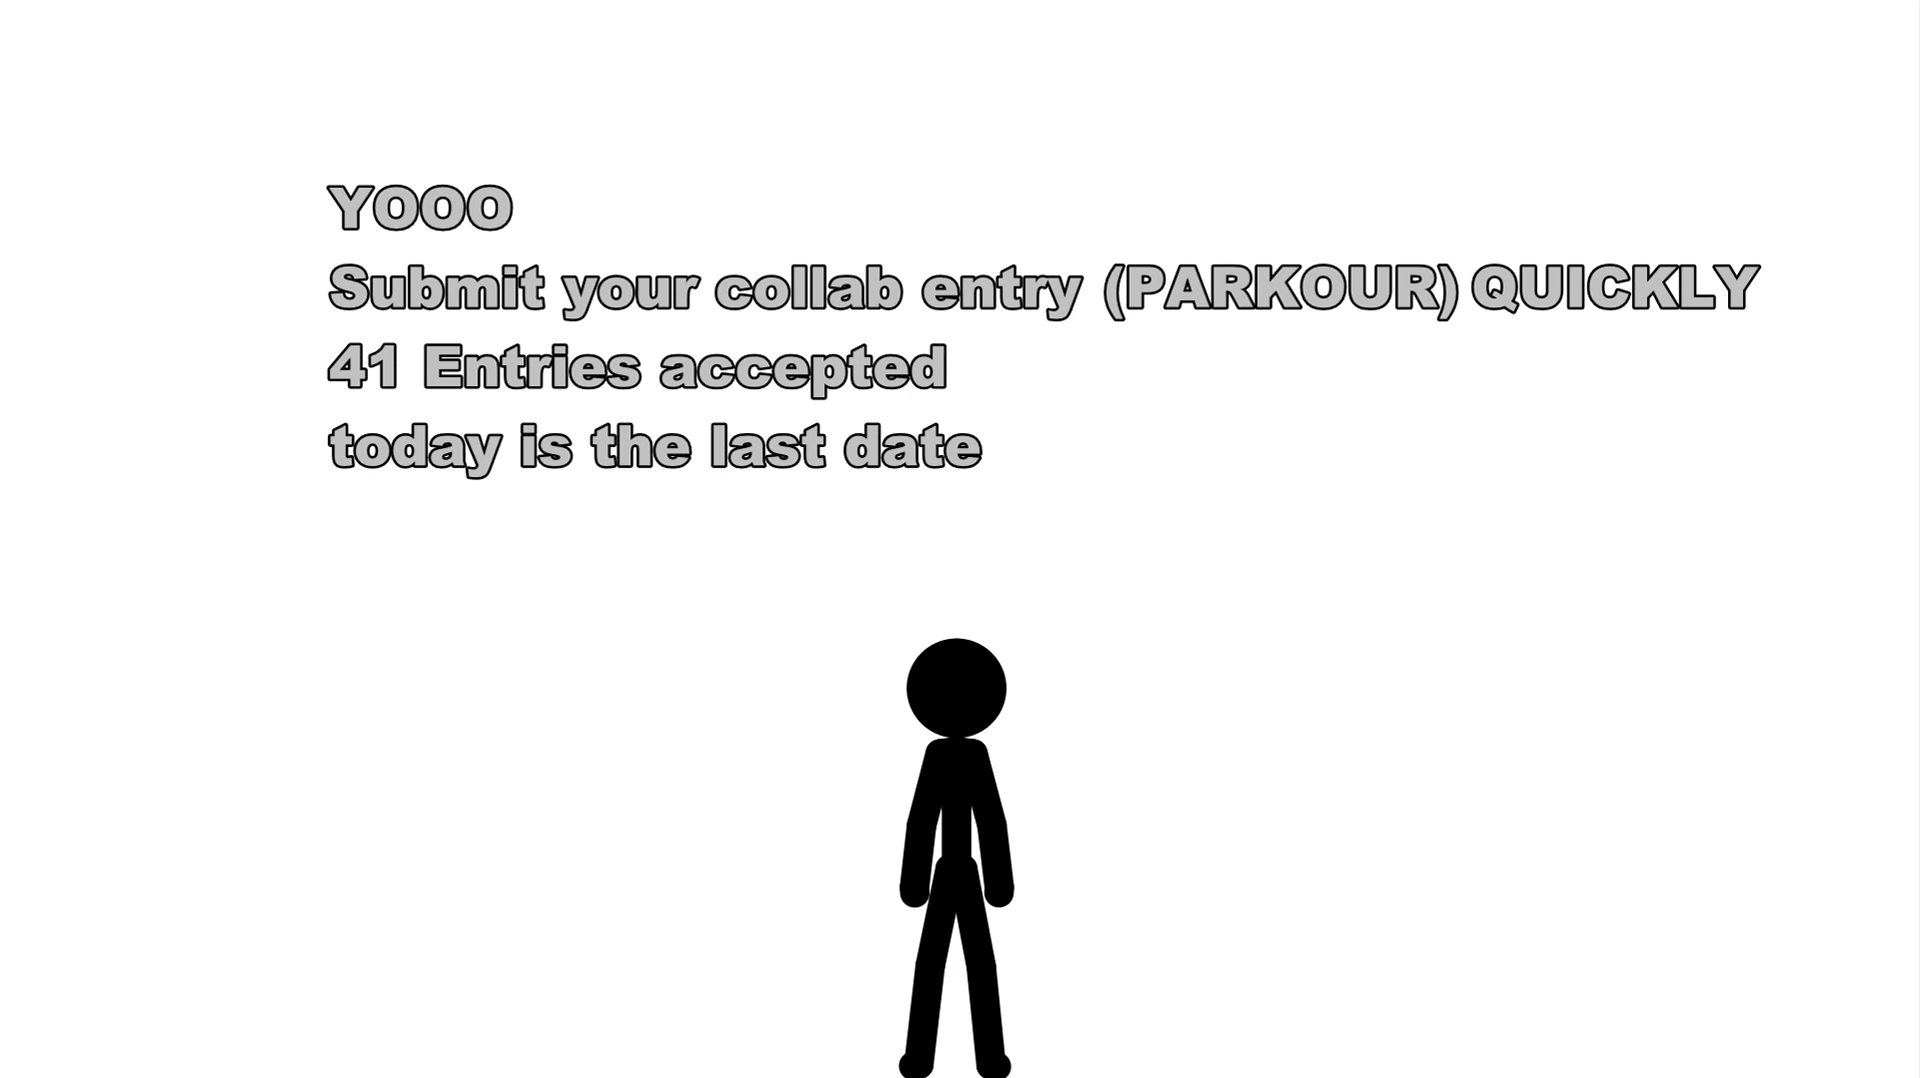 YOOO
Submit your collab entry (PARKOUR) QUICKLY
41 Entries accepted
today is the last date